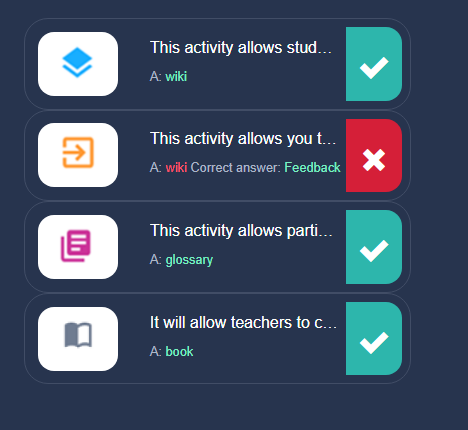 This activity allows stud...
A: wiki
This activity allows you t...
A: wiki Correct answer: Feedback
This activity allows parti...
A: glossary
It will allow teachers to c...
A: book